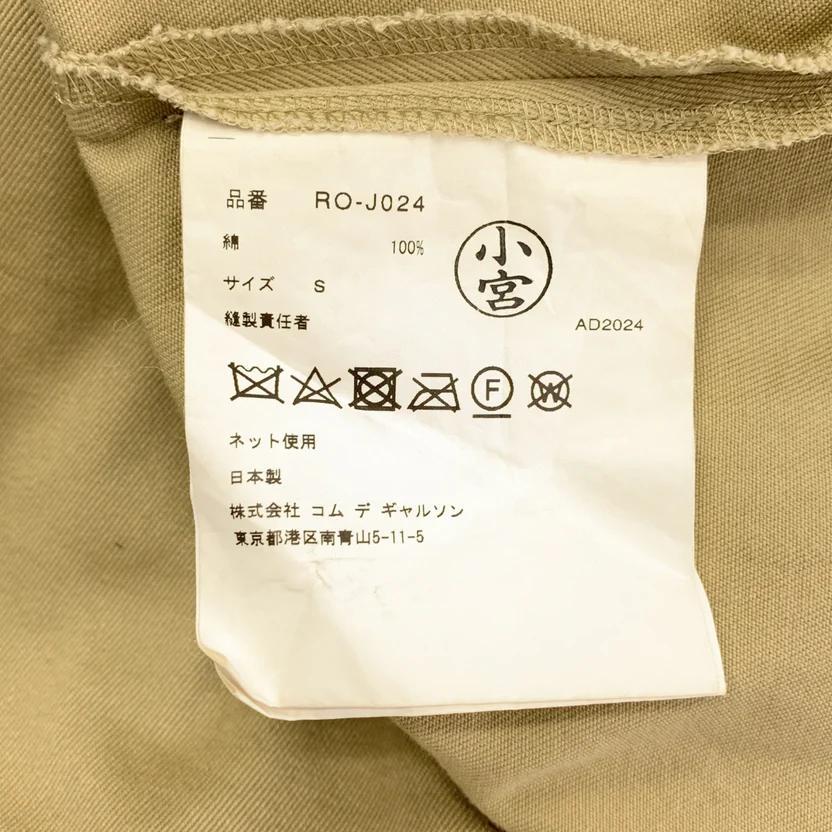 品番 RO-J024
綿 100%
サイズ S
縫製責任者
小宮
AD2024
F
W
ネット使用
日本製
株式会社 コム デ ギャルソン
東京都港区南青山5-11-5